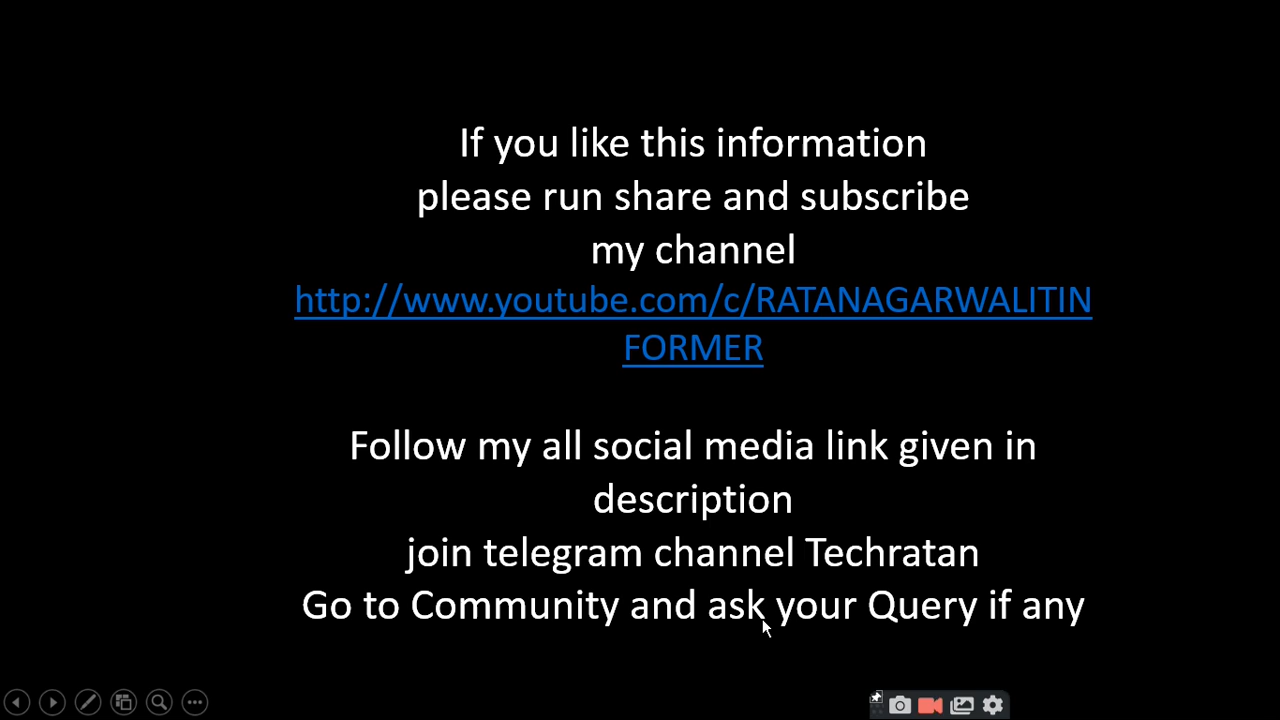 If you like this information
please run share and subscribe
my channel
http://www.youtube.com/c/RATANAGARWALITIN
FORMER
Follow my all social media link given in
description
join telegram channel Techratan
Go to Community and ask your Query if any